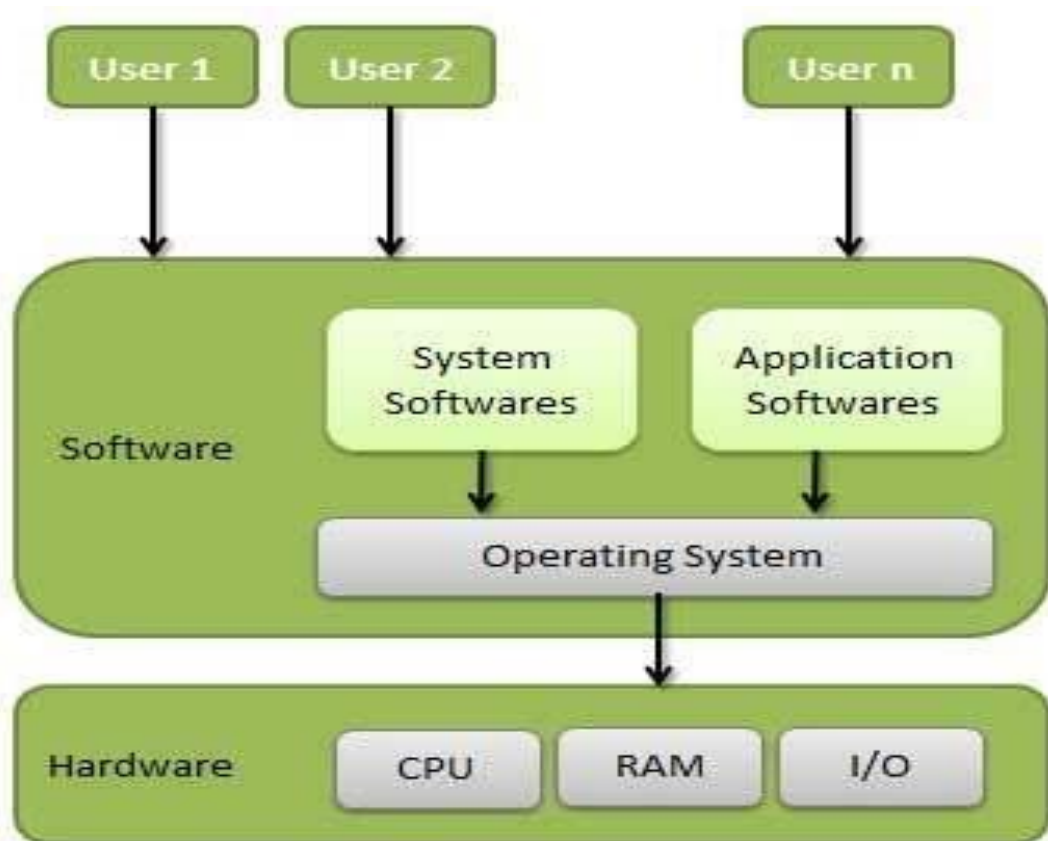 User 1
User 2
User n
System
Softwares
Application
Softwares
Software
Operating System
Hardware
CPU
RAM
I/O